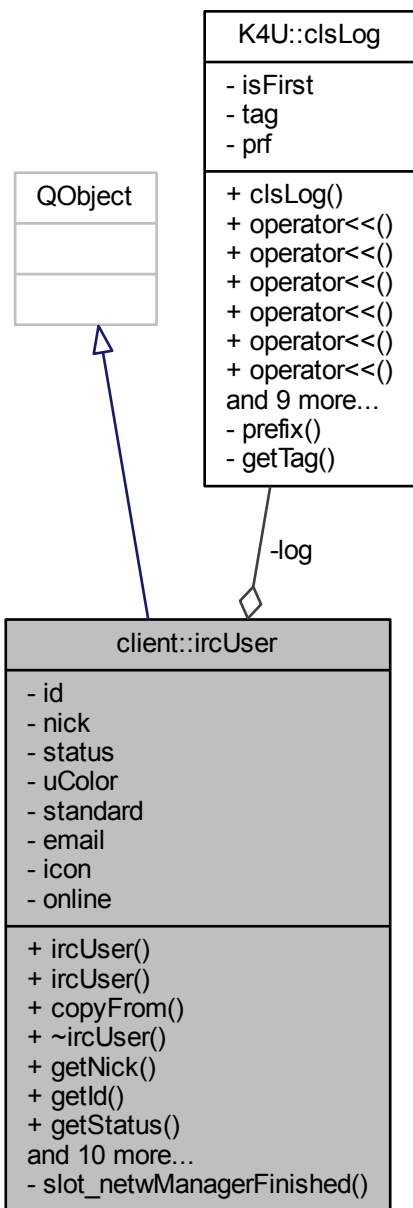 K4U::clsLog
- isFirst
- tag
- prf
+ clsLog()
+ operator<<()
+ operator<<()
+ operator<<()
+ operator<<()
+ operator<<()
+ operator<<()
and 9 more...
- prefix()
- getTag()
QObject
-log
client::ircUser
- id
- nick
- status
- uColor
- standard
- email
- icon
- online
+ ircUser()
+ ircUser()
+ copyFrom()
+ ~ircUser()
+ getNick()
+ getId()
+ getStatus()
and 10 more...
- slot_netwManagerFinished()